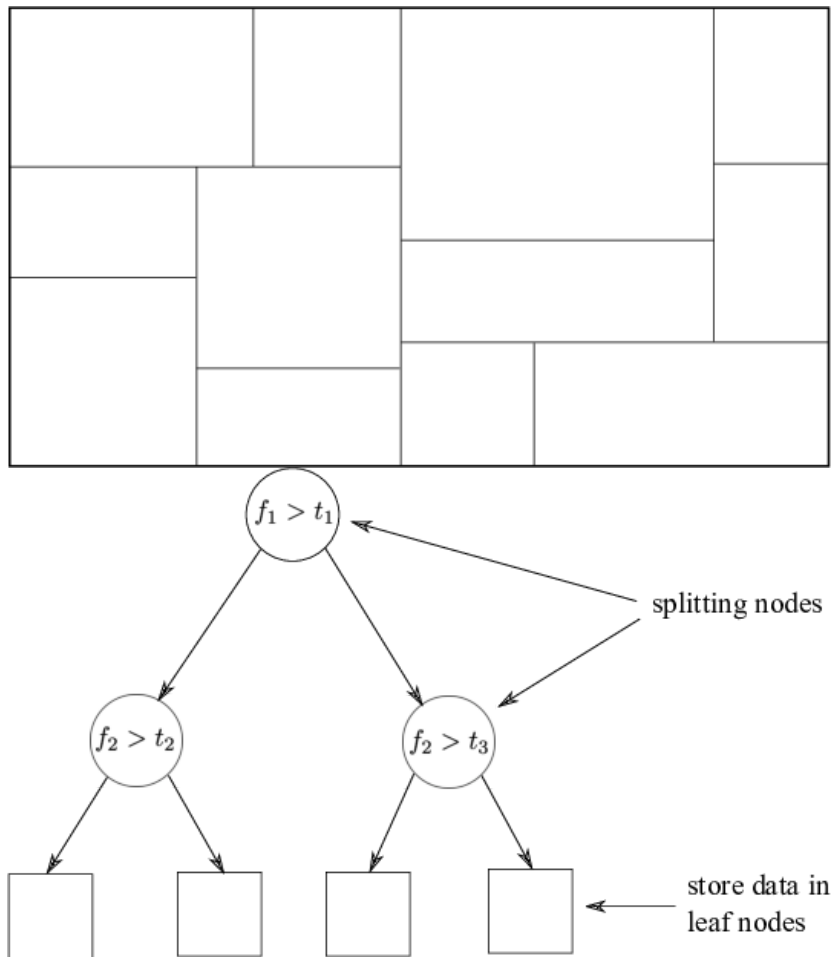 f₁ > t₁
splitting nodes
f₂ > t₂
f₂ > t₃
store data in
leaf nodes